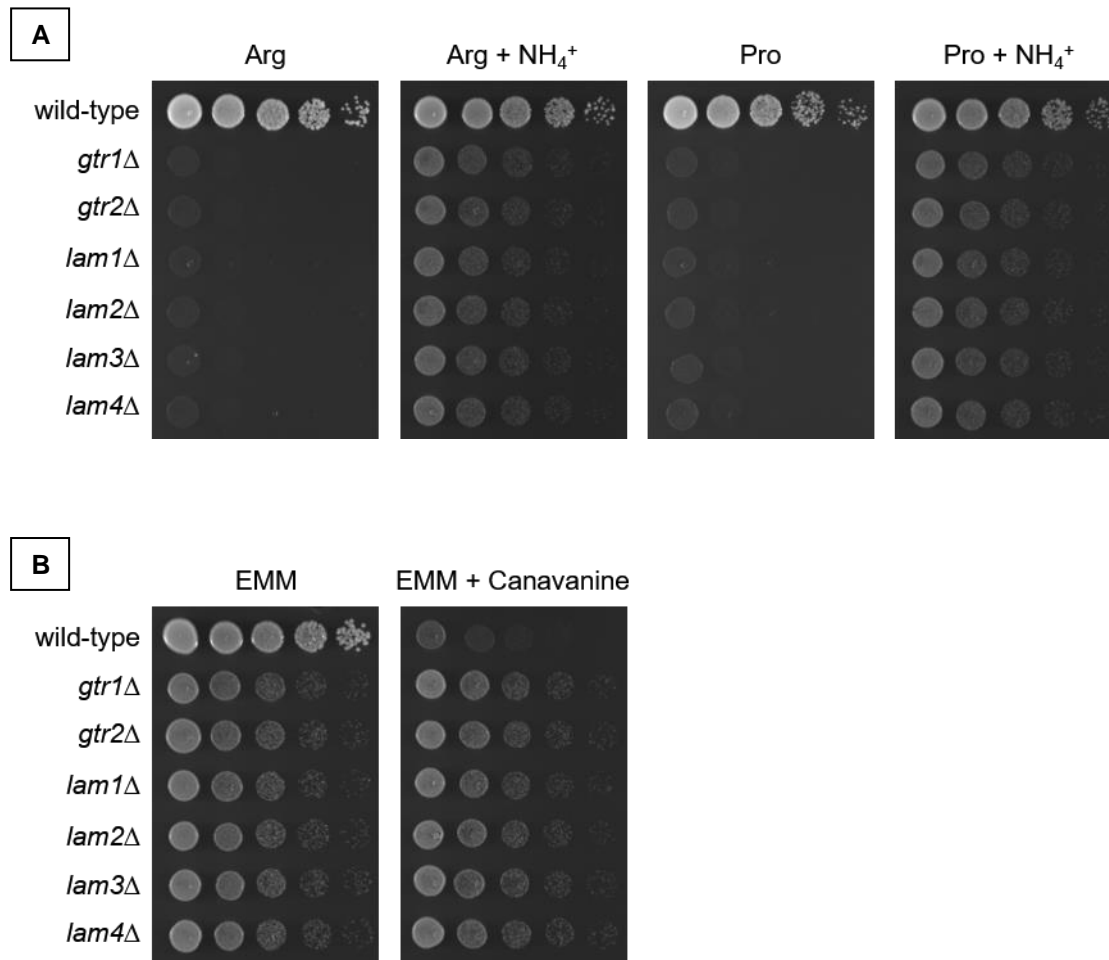 A
Arg
Arg + NH₄⁺
Pro
Pro + NH₄⁺
wild-type
gtr1Δ
gtr2Δ
lam1Δ
lam2Δ
lam3Δ
lam4Δ
B
EMM
EMM + Canavanine
wild-type
gtr1Δ
gtr2Δ
lam1Δ
lam2Δ
lam3Δ
lam4Δ